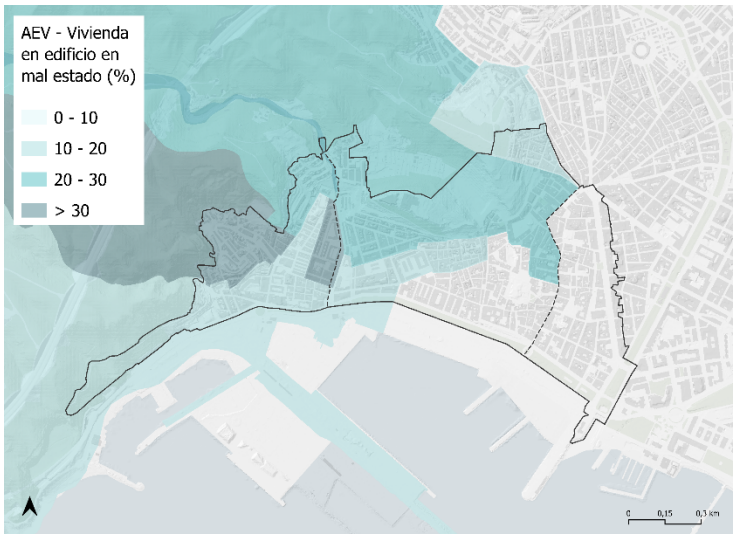 AEV - Vivienda
en edificio en
mal estado (%)
0 - 10
10 - 20
20 - 30
> 30
0 0,15 0,3 km